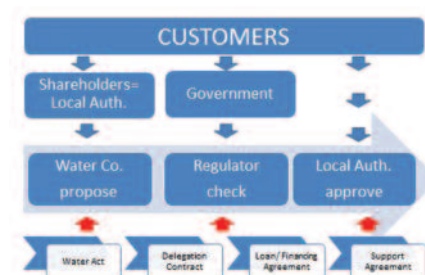 CUSTOMERS
Shareholders=
Local Auth.
Government
Water Co.
propose
Regulator
check
Local Auth.
approve
Water Act
Delegation
Contract
Loan/ Financing
Agreement
Support
Agreement